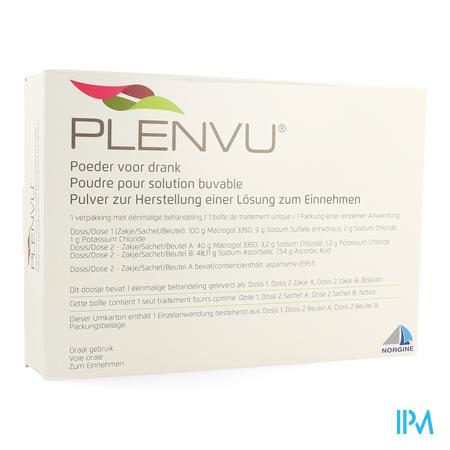 PLENVU®
Poeder voor drank
Poudre pour solution buvable
Pulver zur Herstellung einer Lösung zum Einnehmen
1 verpakking met éénmalige behandeling / 1 boîte de traitement unique / 1 Packung einer einzelnen Anwendung
Dosis/Dose 1 (Zakje/Sachet/Beutel): 100 g Macrogol 3350, 9 g Sodium Sulfate anhydrous, 2 g Sodium Chloride,
1 g Potassium Chloride
Dosis/Dose 2 - Zakje/Sachet/Beutel A: 40 g Macrogol 3350; 3,2 g Sodium Chloride; 1,2 g Potassium Chloride
Dosis/Dose 2 - Zakje/Sachet/Beutel B: 48,11 g Sodium Ascorbate; 7,54 g Ascorbic Acid
Dosis/Dose 2 - Zakje/Sachet/Beutel A bevat/contient/enthält: aspartame (E951)
Dit doosje bevat 1 éénmalige behandeling geleverd als: Dosis 1, Dosis 2 Zakje A; Dosis 2 Zakje B; Bijsluiter
Cette boîte contient 1 seul traitement fourni comme: Dose 1; Dose 2 Sachet A; Dose 2 Sachet B; Notice
Dieser Umkarton enthält 1 Einzelanwendung bestehend aus: Dosis 1; Dosis 2 Beutel A; Dosis 2 Beutel B;
Packungsbeilage
Oraal gebruik
Voie orale
Zum Einnehmen
NORGINE
IPM